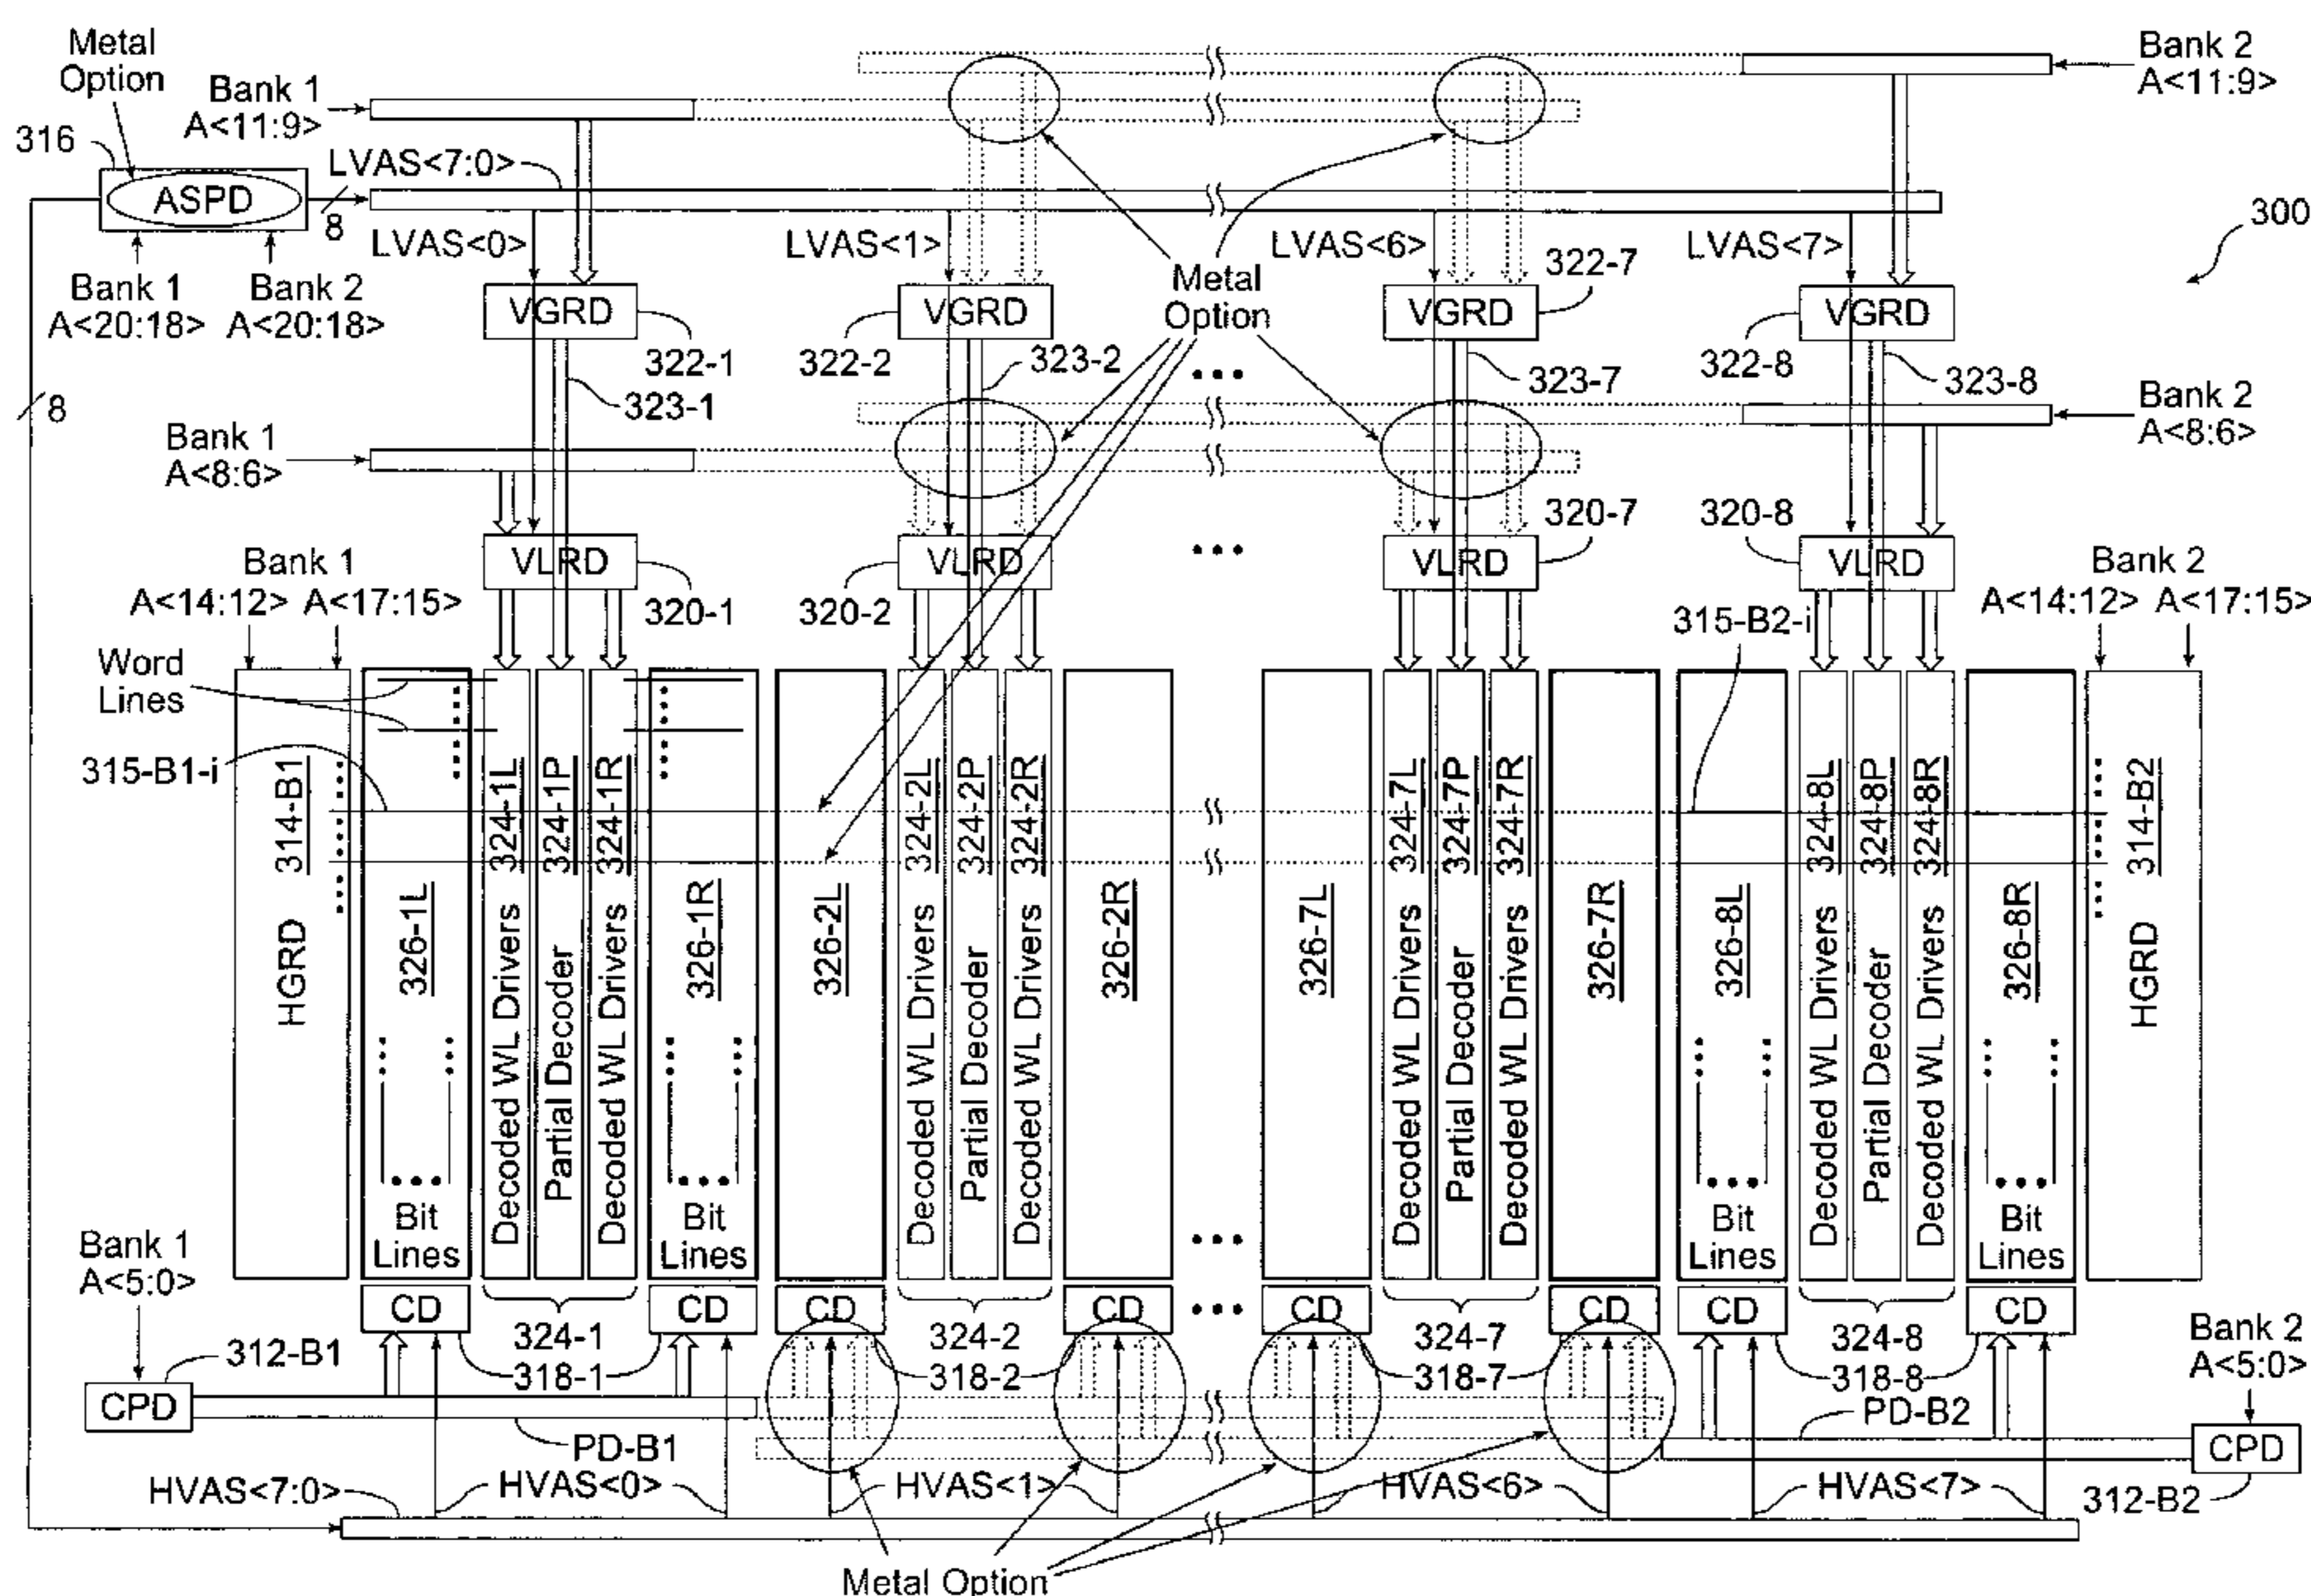 Metal
Option
Bank 1
A<11:9>
Bank 2
A<11:9>
316
ASPD
8
LVAS<7:0>
300
LVAS<0>
LVAS<1>
LVAS<6>
LVAS<7>
Bank 1
A<20:18>
Bank 2
A<20:18>
Metal
Option
VGRD
VGRD
VGRD
VGRD
322-1
322-2
322-7
322-8
323-1
323-2
323-7
323-8
8
Bank 1
A<8:6>
Bank 2
A<8:6>
VLRD
VLRD
VLRD
VLRD
320-1
320-2
320-7
320-8
Bank 1
A<14:12> A<17:15>
Bank 2
A<14:12> A<17:15>
Word
Lines
315-B1-i
315-B2-i
HGRD 314-B1
326-1L
Bit
Lines
Decoded WL Drivers 324-1L
Partial Decoder 324-1P
Decoded WL Drivers 324-1R
326-1R
Bit
Lines
326-2L
Decoded WL Drivers 324-2L
Partial Decoder 324-2P
Decoded WL Drivers 324-2R
326-2R
326-7L
Decoded WL Drivers 324-7L
Partial Decoder 324-7P
Decoded WL Drivers 324-7R
326-7R
326-8L
Bit
Lines
Decoded WL Drivers 324-8L
Partial Decoder 324-8P
Decoded WL Drivers 324-8R
326-8R
Bit
Lines
HGRD 314-B2
Bank 1
A<5:0>
CD
CD
CD
CD
CD
CD
CD
CD
324-1
324-2
324-7
324-8
318-1
318-2
318-7
318-8
312-B1
CPD
PD-B1
Bank 2
A<5:0>
PD-B2
CPD
312-B2
HVAS<7:0>
HVAS<0>
HVAS<1>
HVAS<6>
HVAS<7>
Metal Option